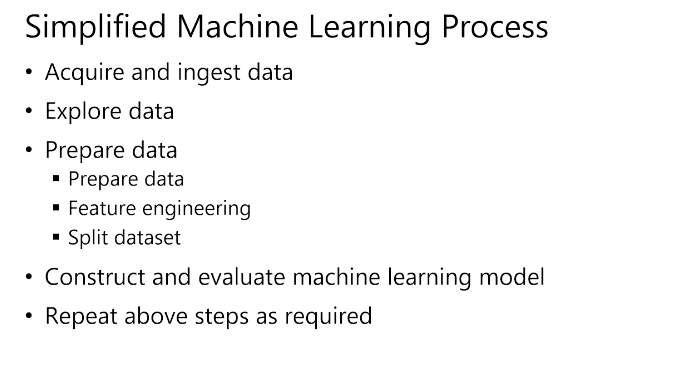 Simplified Machine Learning Process
• Acquire and ingest data
• Explore data
• Prepare data
▪ Prepare data
▪ Feature engineering
▪ Split dataset
• Construct and evaluate machine learning model
• Repeat above steps as required